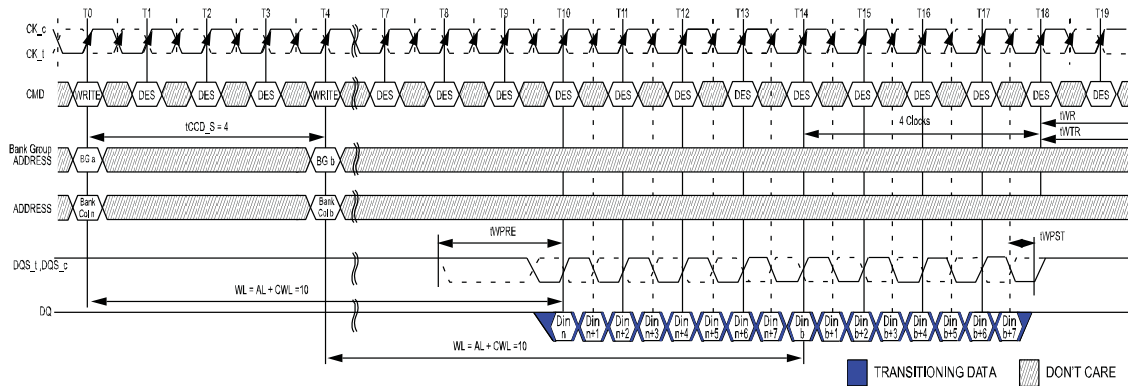 T0 T1 T2 T3 T4 T7 T8 T9 T10 T11 T12 T13 T14 T15 T16 T17 T18 T19
CK_c
CK_t
CMD WRITE DES DES DES WRITE DES DES DES DES DES DES DES DES DES DES DES DES DES
tCCD_S = 4
4 Clocks
tWR
tWTR
Bank Group
ADDRESS
BG a
BG b
ADDRESS
Bank
Col n
Bank
Col b
tWPRE
tWPST
DQS_t ,DQS_c
WL = AL + CWL =10
DQ
Din n
Din n+1
Din n+2
Din n+3
Din n+4
Din n+5
Din n+6
Din n+7
Din b
Din b+1
Din b+2
Din b+3
Din b+4
Din b+5
Din b+6
Din b+7
WL = AL + CWL =10
TRANSITIONING DATA
DON'T CARE